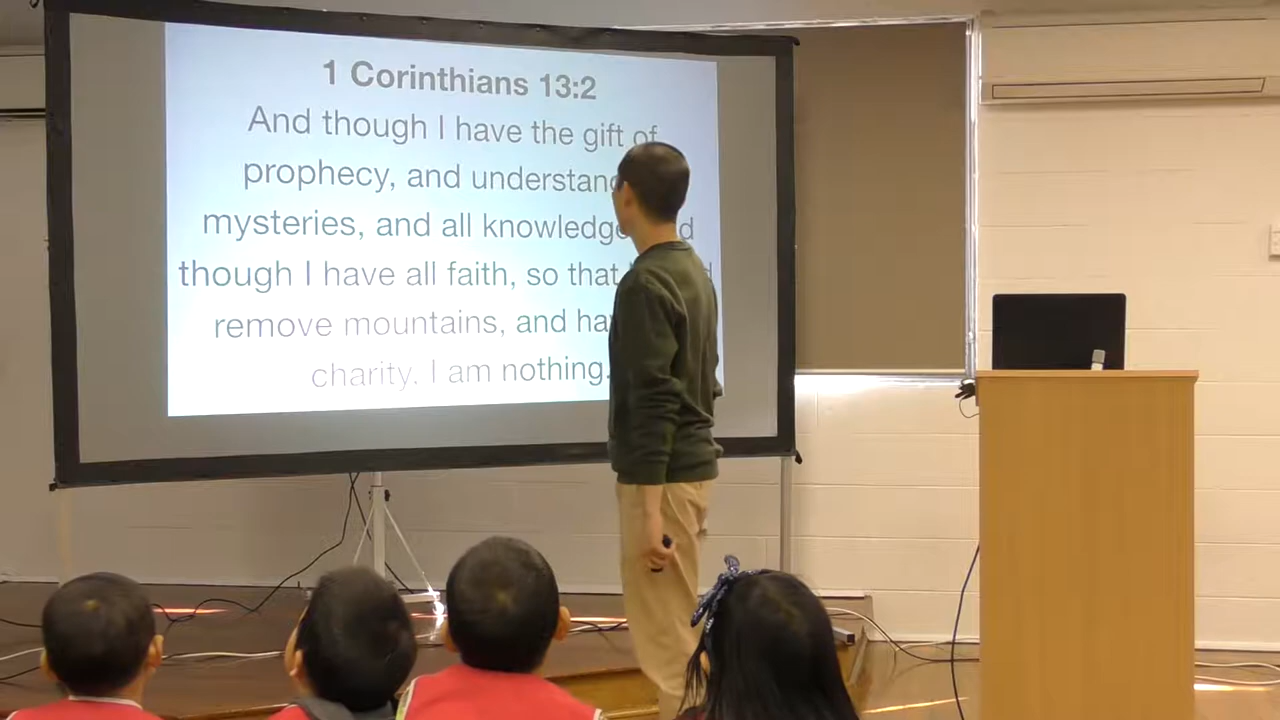 1 Corinthians 13:2
And though I have the gift of
prophecy, and understand
mysteries, and all knowledge
though I have all faith, so that
remove mountains, and
charity. I am nothing.